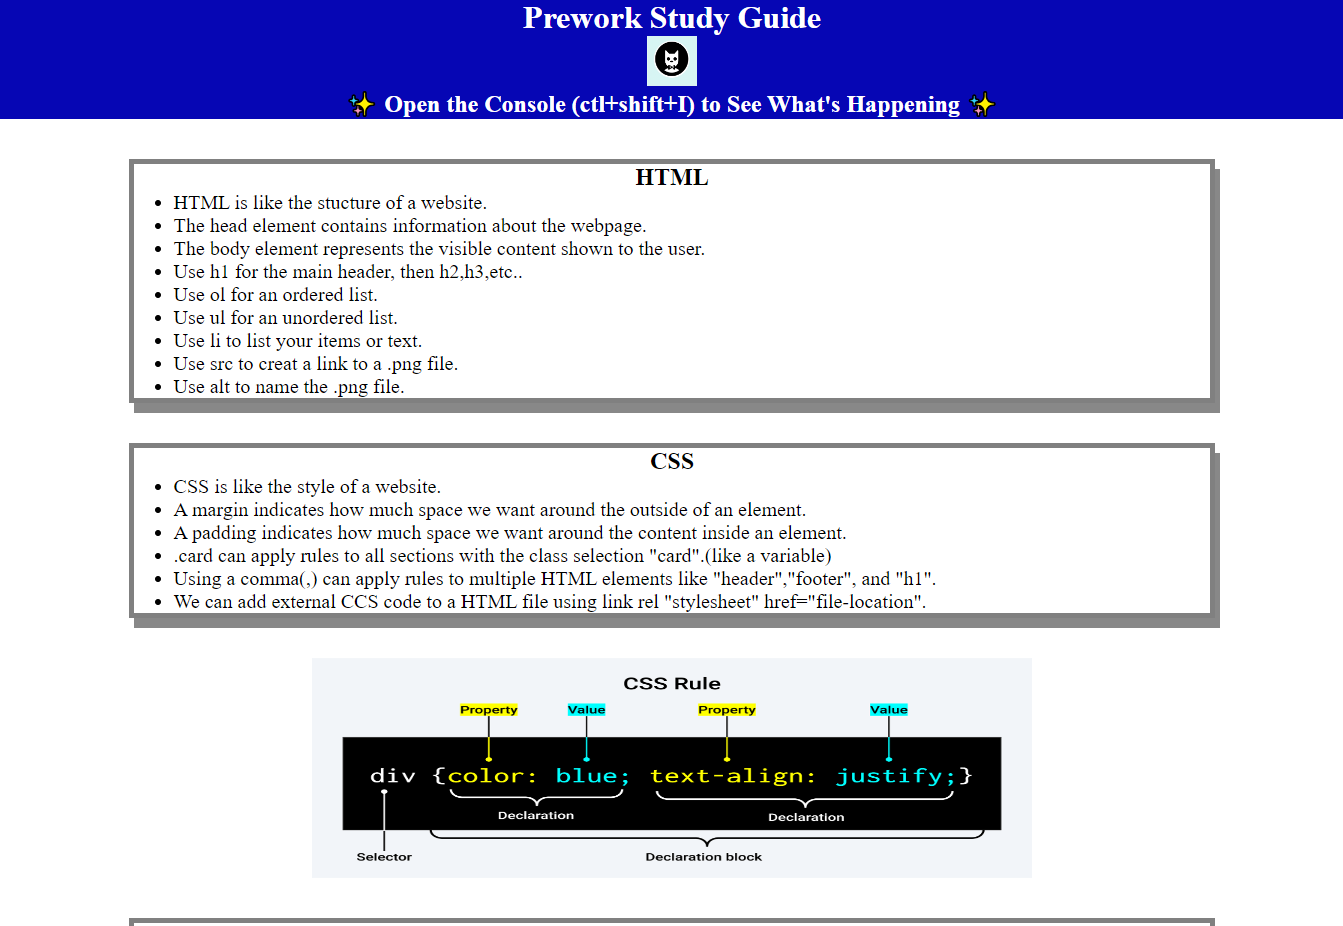 Prework Study Guide
✨ Open the Console (ctl+shift+I) to See What's Happening ✨
HTML
• HTML is like the stucture of a website.
• The head element contains information about the webpage.
• The body element represents the visible content shown to the user.
• Use h1 for the main header, then h2,h3,etc..
• Use ol for an ordered list.
• Use ul for an unordered list.
• Use li to list your items or text.
• Use src to creat a link to a .png file.
• Use alt to name the .png file.
CSS
• CSS is like the style of a website.
• A margin indicates how much space we want around the outside of an element.
• A padding indicates how much space we want around the content inside an element.
• .card can apply rules to all sections with the class selection "card".(like a variable)
• Using a comma(,) can apply rules to multiple HTML elements like "header","footer", and "h1".
• We can add external CCS code to a HTML file using link rel "stylesheet" href="file-location".
CSS Rule
Property Value Property Value
div {color: blue; text-align: justify;}
Declaration Declaration
Selector Declaration block